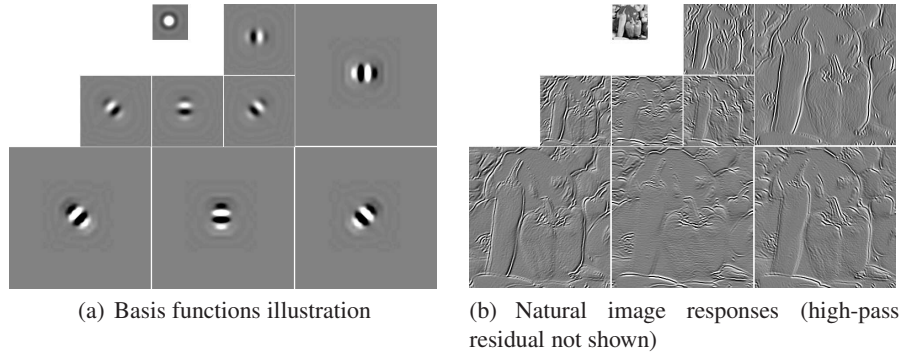 (a) Basis functions illustration
(b) Natural image responses (high-pass
residual not shown)